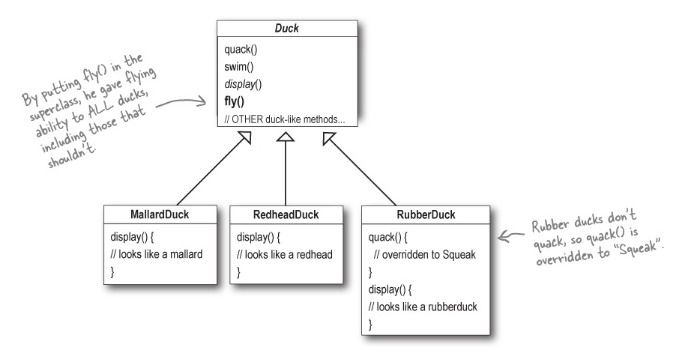 Duck
quack()
swim()
display()
fly()
// OTHER duck-like methods...
By putting fly() in the
superclass, he gave flying
ability to ALL ducks,
including those that
shouldn't.
MallardDuck
display() {
// looks like a mallard
}
RedheadDuck
display() {
// looks like a redhead
}
RubberDuck
quack() {
// overridden to Squeak
}
display() {
// looks like a rubberduck
}
Rubber ducks don't
quack, so quack() is
overridden to "Squeak".